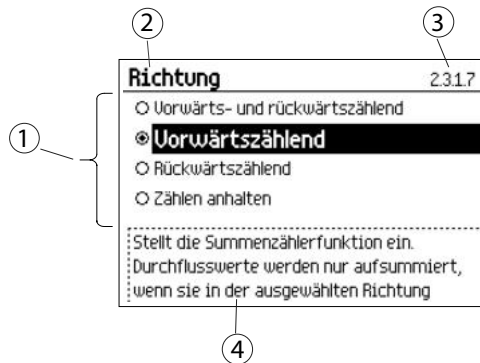 2
3
Richtung 2.3.1.7
1
Vorwärts- und rückwärtszählend
Vorwärtszählend
Rückwärtszählend
Zählen anhalten
Stellt die Summenzählerfunktion ein.
Durchflusswerte werden nur aufsummiert,
wenn sie in der ausgewählten Richtung
4